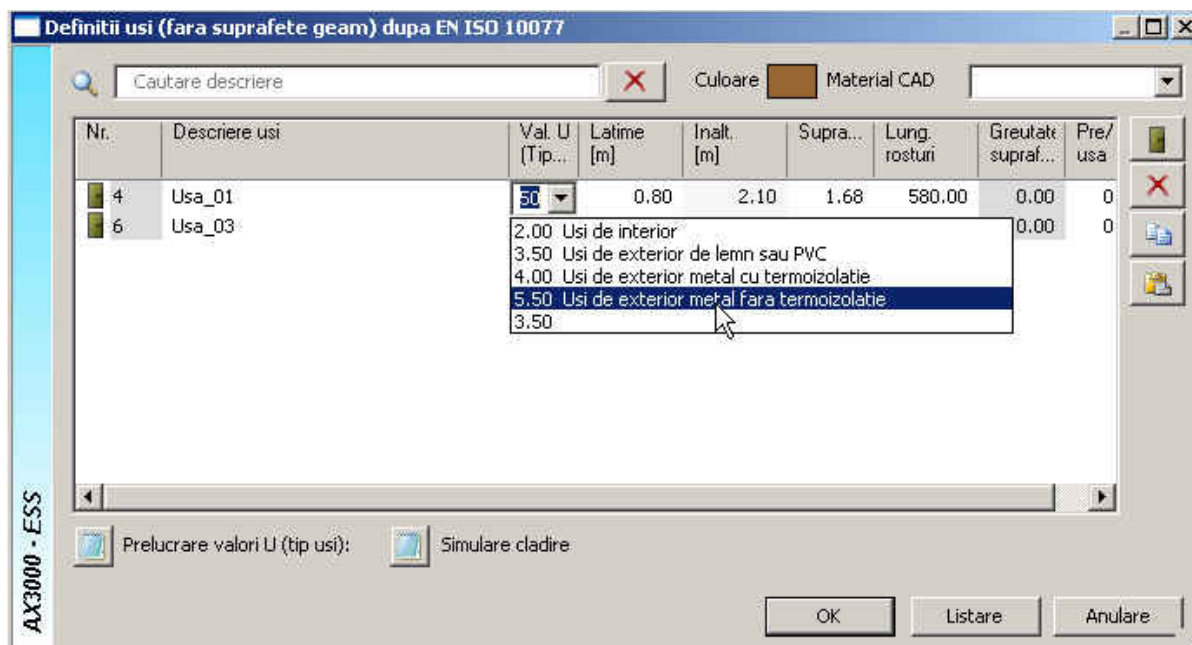 Definitii usi (fara suprafete geam) dupa EN ISO 10077
Cautare descriere Culoare Material CAD
Nr. Descriere usi Val. U Latime Inalt. Supra... Lung. Greutate Pre/
(Tip... [m] [m] rosturi supraf... usa
4 Usa_01 50 0.80 2.10 1.68 580.00 0.00 0
6 Usa_03 0.00 0
2.00 Usi de interior
3.50 Usi de exterior de lemn sau PVC
4.00 Usi de exterior metal cu termoizolatie
5.50 Usi de exterior metal fara termoizolatie
3.50
Prelucrare valori U (tip usi): Simulare cladire
OK Listare Anulare
AX3000 - ESS